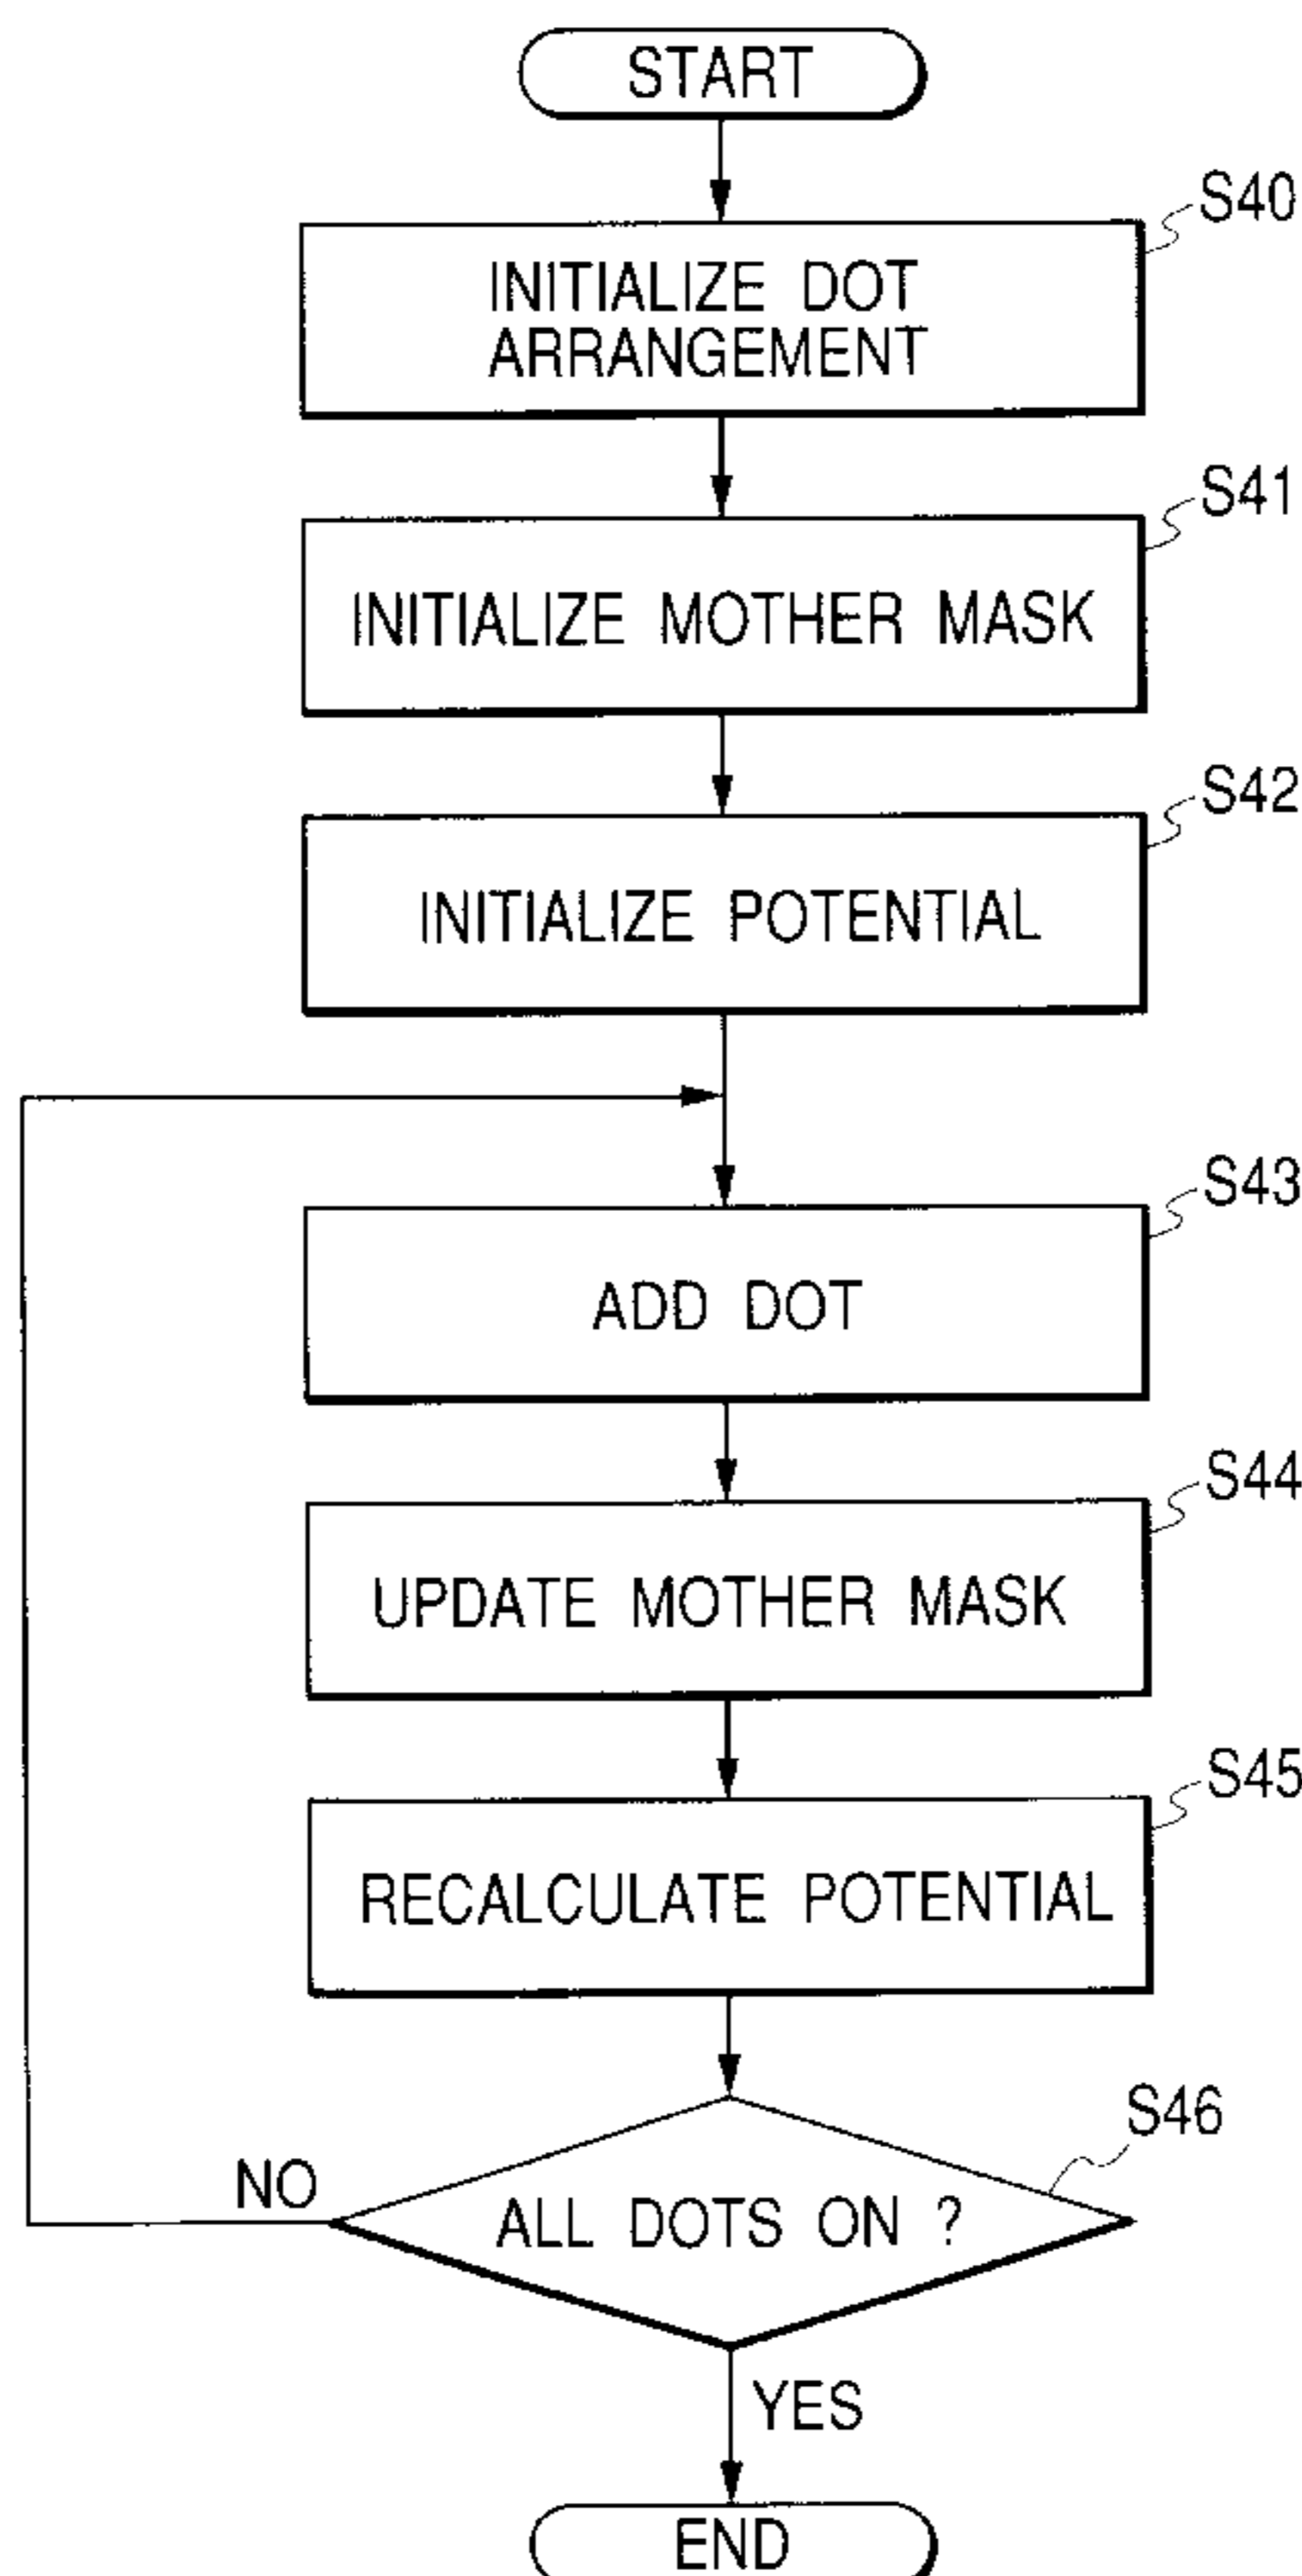 START
S40
INITIALIZE DOT
ARRANGEMENT
S41
INITIALIZE MOTHER MASK
S42
INITIALIZE POTENTIAL
S43
ADD DOT
S44
UPDATE MOTHER MASK
S45
RECALCULATE POTENTIAL
S46
NO
ALL DOTS ON ?
YES
END